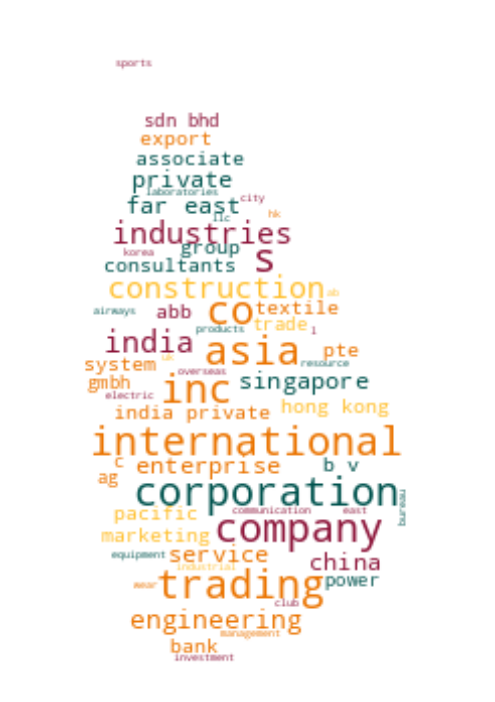 sports
sdn bhd
export
associate
private
laboratories
city
far east
hk
llc
industries
group
korea
s
consultants
construction
ab
airways
abb
co
textile
trade
products
l
india
asia
pte
uk
system
resource
overseas
gmbh
inc
singapore
electric
india private
hong kong
international
c
enterprise
b v
ag
corporation
bureau
pacific
communication
east
marketing
company
equipment
service
industrial
china
wear
trading
power
club
engineering
management
bank
investment